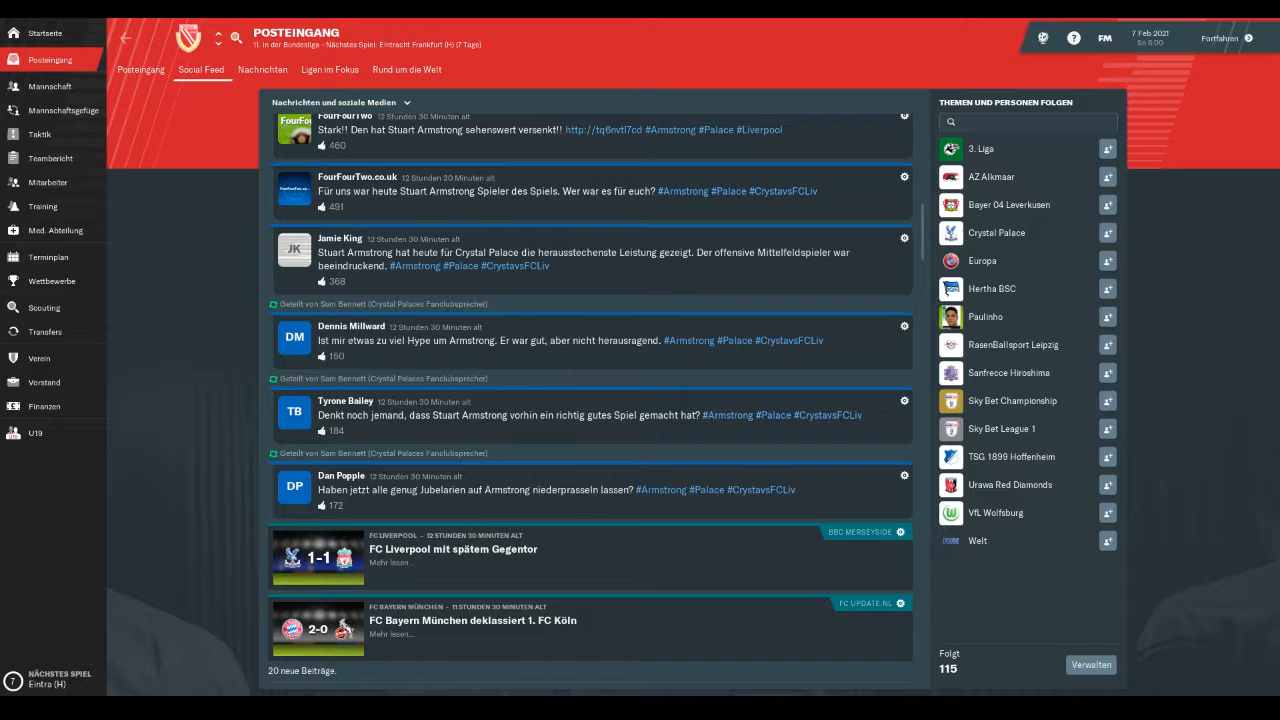 Startseite
Posteingang
Mannschaft
Mannschaftsgefüge
Taktik
Teambericht
Mitarbeiter
Training
Med. Abteilung
Terminplan
Wettbewerbe
Scouting
Transfers
Verein
Vorstand
Finanzen
U19
U19
7
NÄCHSTES SPIEL
Eintra (H)
POSTEINGANG
11. in der Bundesliga - Nächstes Spiel: Eintracht Frankfurt (H) (7 Tage)
?
FM
7 Feb 2021
So 8:00
Fortfahren
Posteingang
Social Feed
Nachrichten
Ligen im Fokus
Rund um die Welt
Nachrichten und soziale Medien
FourFourTwo 12 Stunden 30 Minuten alt
Stark!! Den hat Stuart Armstrong sehenswert versenkt!! http://tq6nvtl7cd #Armstrong #Palace #Liverpool
460
FourFourTwo.co.uk 12 Stunden 30 Minuten alt
Für uns war heute Stuart Armstrong Spieler des Spiels. Wer war es für euch? #Armstrong #Palace #CrystavsFCLiv
491
JK
Jamie King 12 Stunden 30 Minuten alt
Stuart Armstrong hat heute für Crystal Palace die herausstechenste Leistung gezeigt. Der offensive Mittelfeldspieler war
beeindruckend. #Armstrong #Palace #CrystavsFCLiv
368
Geteilt von Sam Bennett (Crystal Palaces Fanclubsprecher)
DM
Dennis Millward 12 Stunden 30 Minuten alt
Ist mir etwas zu viel Hype um Armstrong. Er war gut, aber nicht herausragend. #Armstrong #Palace #CrystavsFCLiv
150
Geteilt von Sam Bennett (Crystal Palaces Fanclubsprecher)
TB
Tyrone Bailey 12 Stunden 30 Minuten alt
Denkt noch jemand, dass Stuart Armstrong vorhin ein richtig gutes Spiel gemacht hat? #Armstrong #Palace #CrystavsFCLiv
184
Geteilt von Sam Bennett (Crystal Palaces Fanclubsprecher)
DP
Dan Popple 12 Stunden 30 Minuten alt
Haben jetzt alle genug Jubelarien auf Armstrong niederprasseln lassen? #Armstrong #Palace #CrystavsFCLiv
172
FC LIVERPOOL - 12 STUNDEN 30 MINUTEN ALT
BBC MERSEYSIDE
1-1
FC Liverpool mit spätem Gegentor
Mehr lesen...
FC BAYERN MÜNCHEN - 11 STUNDEN 30 MINUTEN ALT
FC UPDATE.NL
2-0
FC Bayern München deklassiert 1. FC Köln
Mehr lesen...
20 neue Beiträge.
THEMEN UND PERSONEN FOLGEN
3. Liga
AZ Alkmaar
Bayer 04 Leverkusen
Crystal Palace
Europa
Hertha BSC
Paulinho
RasenBallsport Leipzig
Sanfrecce Hiroshima
Sky Bet Championship
Sky Bet League 1
TSG 1899 Hoffenheim
Urawa Red Diamonds
VfL Wolfsburg
Welt
Folgt
115
Verwalten